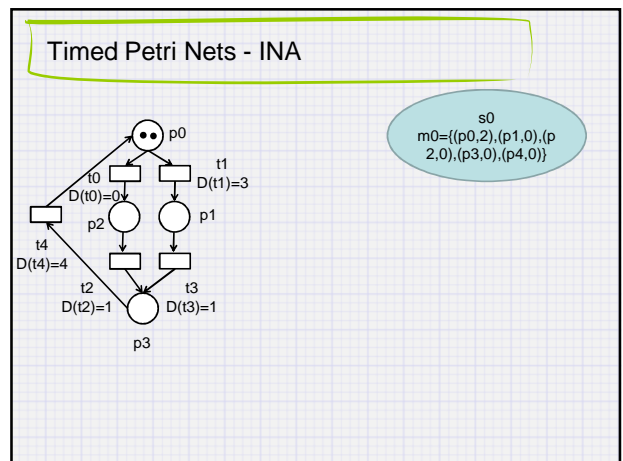 Timed Petri Nets - INA
s0
m0={(p0,2),(p1,0),(p
2,0),(p3,0),(p4,0)}
p0
t1
D(t1)=3
t0
D(t0)=0
p2
p1
t4
D(t4)=4
t2
D(t2)=1
t3
D(t3)=1
p3